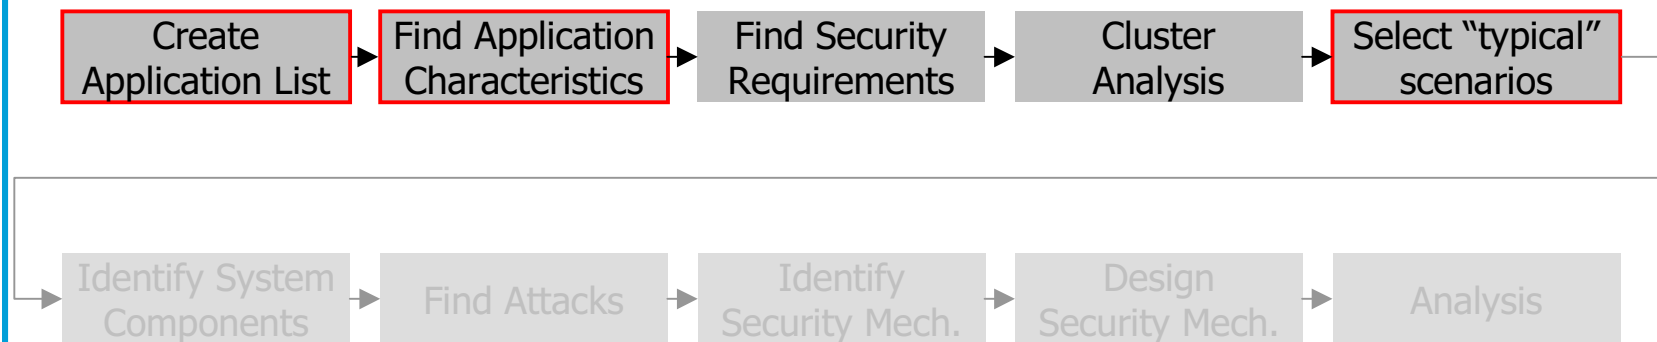 Create
Application List
Find Application
Characteristics
Find Security
Requirements
Cluster
Analysis
Select “typical”
scenarios
Identify System
Components
Find Attacks
Identify
Security Mech.
Design
Security Mech.
Analysis